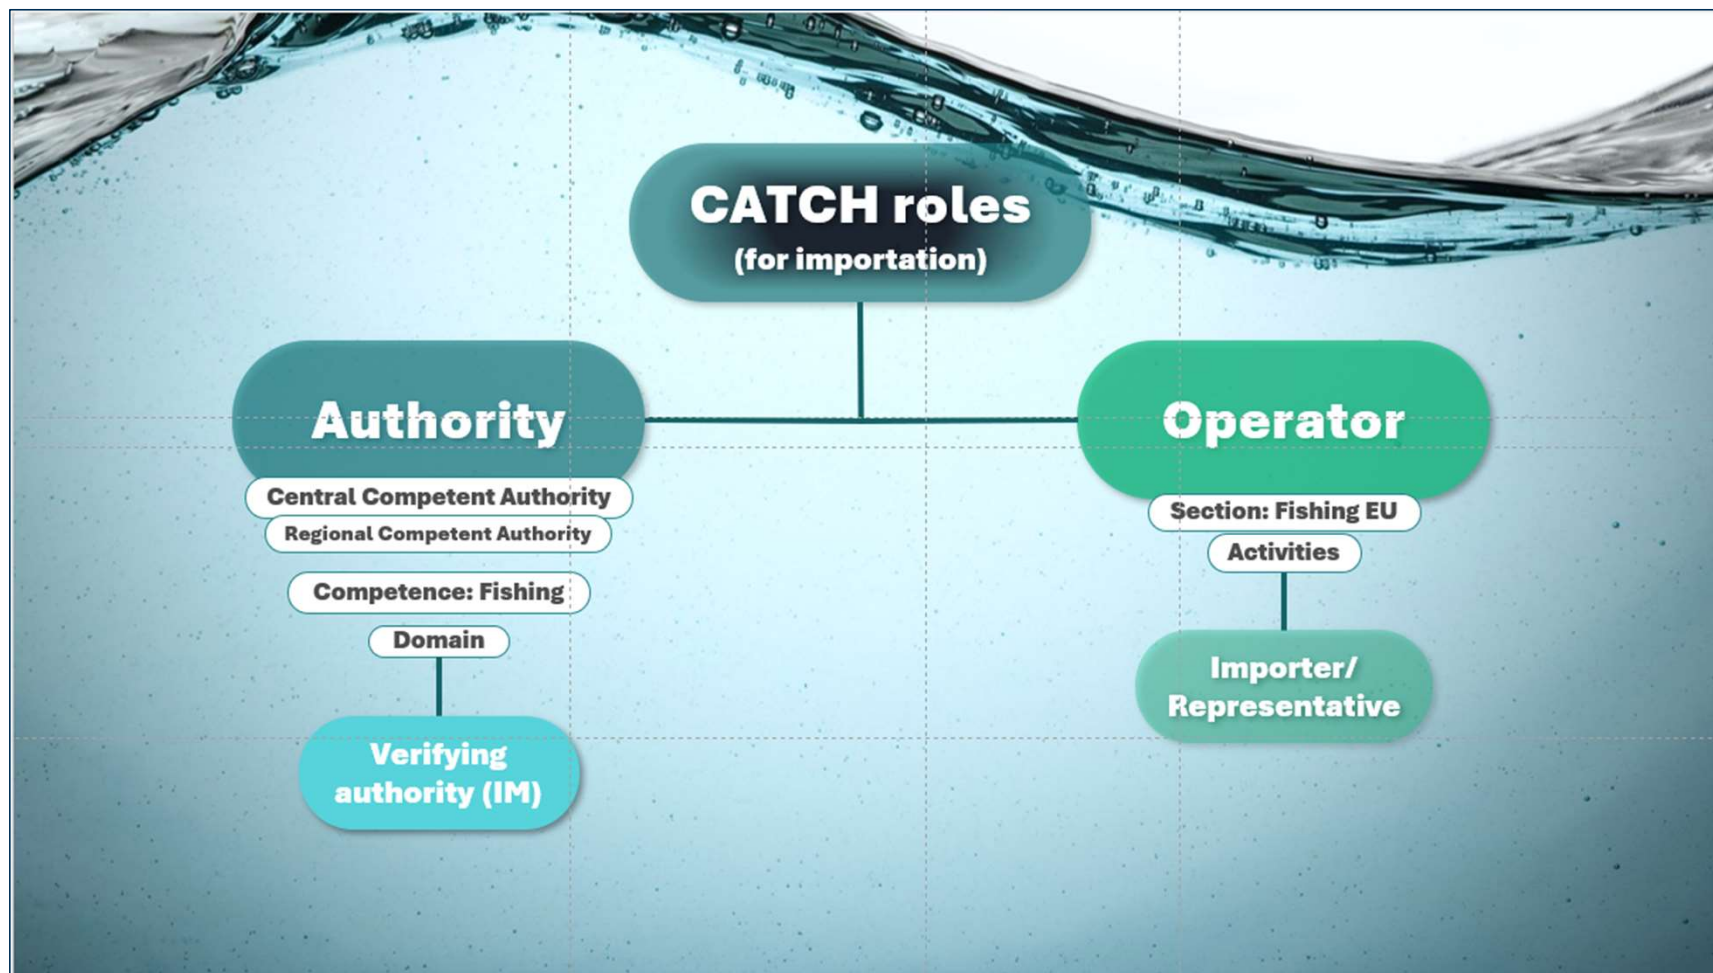 CATCH roles
(for importation)
Authority
Central Competent Authority
Regional Competent Authority
Competence: Fishing
Domain
Verifying
authority (IM)
Operator
Section: Fishing EU
Activities
Importer/
Representative